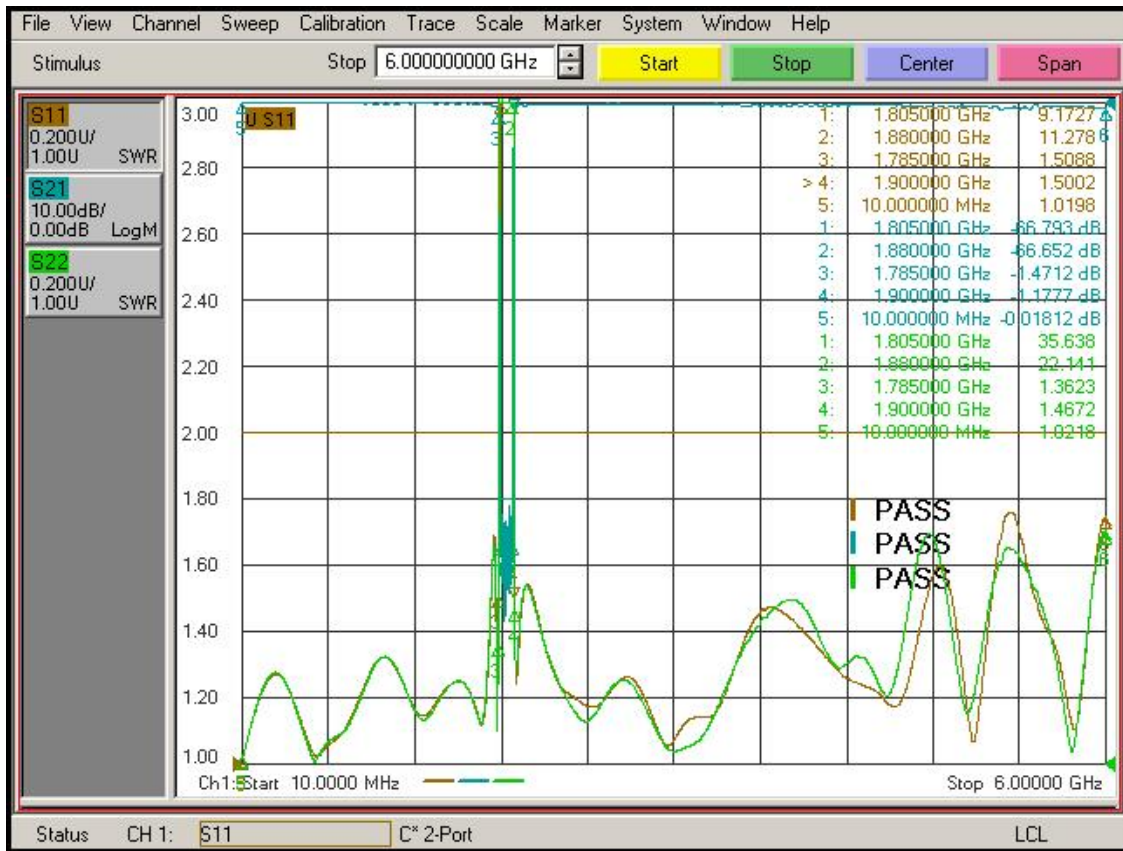 File View Channel Sweep Calibration Trace Scale Marker System Window Help
Stimulus Stop 6.000000000 GHz Start Stop Center Span
S11
0.200U/
1.00U SWR
S21
10.00dB/
0.00dB LogM
S22
0.200U/
1.00U SWR
3.00
2.80
2.60
2.40
2.20
2.00
1.80
1.60
1.40
1.20
1.00
U S11
1: 1.805000 GHz 9.1727
2: 1.880000 GHz 11.278
3: 1.785000 GHz 1.5088
> 4: 1.900000 GHz 1.5002
5: 10.000000 MHz 1.0198
1: 1.805000 GHz -66.793 dB
2: 1.880000 GHz -66.652 dB
3: 1.785000 GHz -1.4712 dB
4: 1.900000 GHz -1.1777 dB
5: 10.000000 MHz -0.01812 dB
1: 1.805000 GHz 35.638
2: 1.880000 GHz 22.141
3: 1.785000 GHz 1.3623
4: 1.900000 GHz 1.4672
5: 10.000000 MHz 1.0218
PASS
PASS
PASS
Ch1: Start 10.0000 MHz Stop 6.00000 GHz
Status CH 1: S11 C* 2-Port LCL